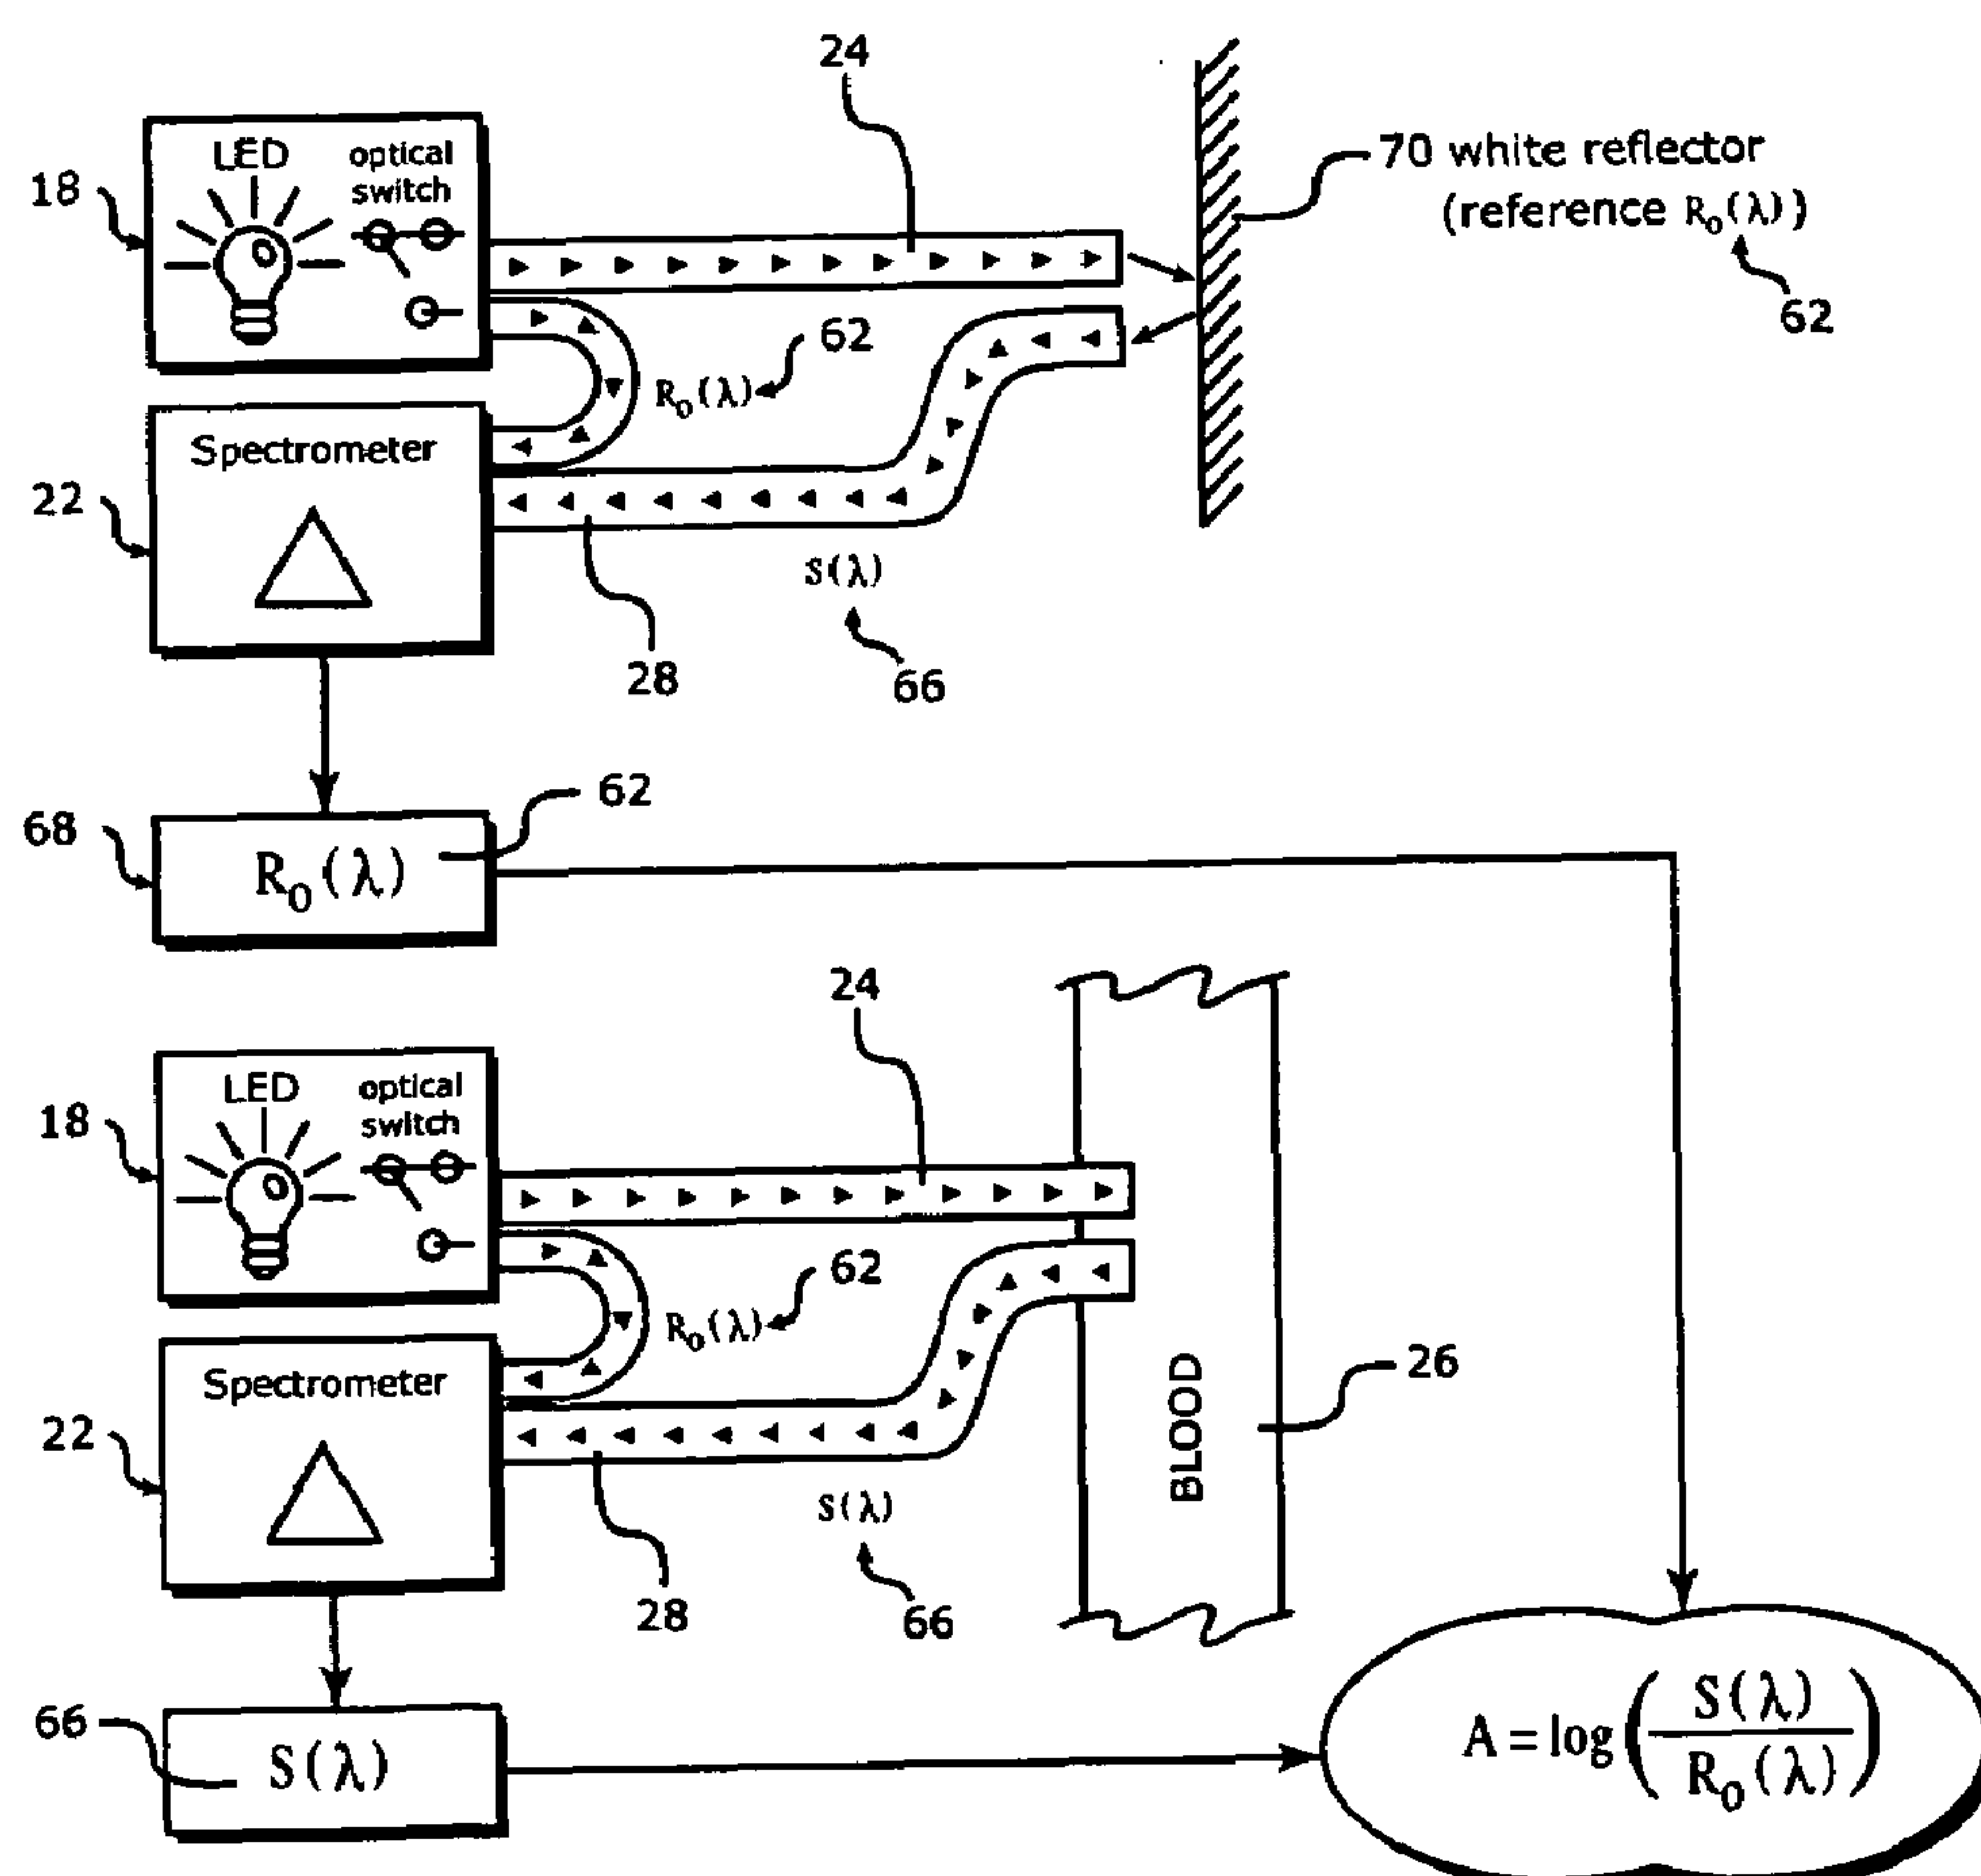 24
LED
optical
switch
18
70 white reflector
(reference R₀(λ))
62
62
R₀(λ)
Spectrometer
22
S(λ)
28
66
62
68
R₀(λ)
24
LED
optical
switch
18
62
R₀(λ)
Spectrometer
22
BLOOD
26
S(λ)
28
66
66
S(λ)
A = log(S(λ)/R₀(λ))